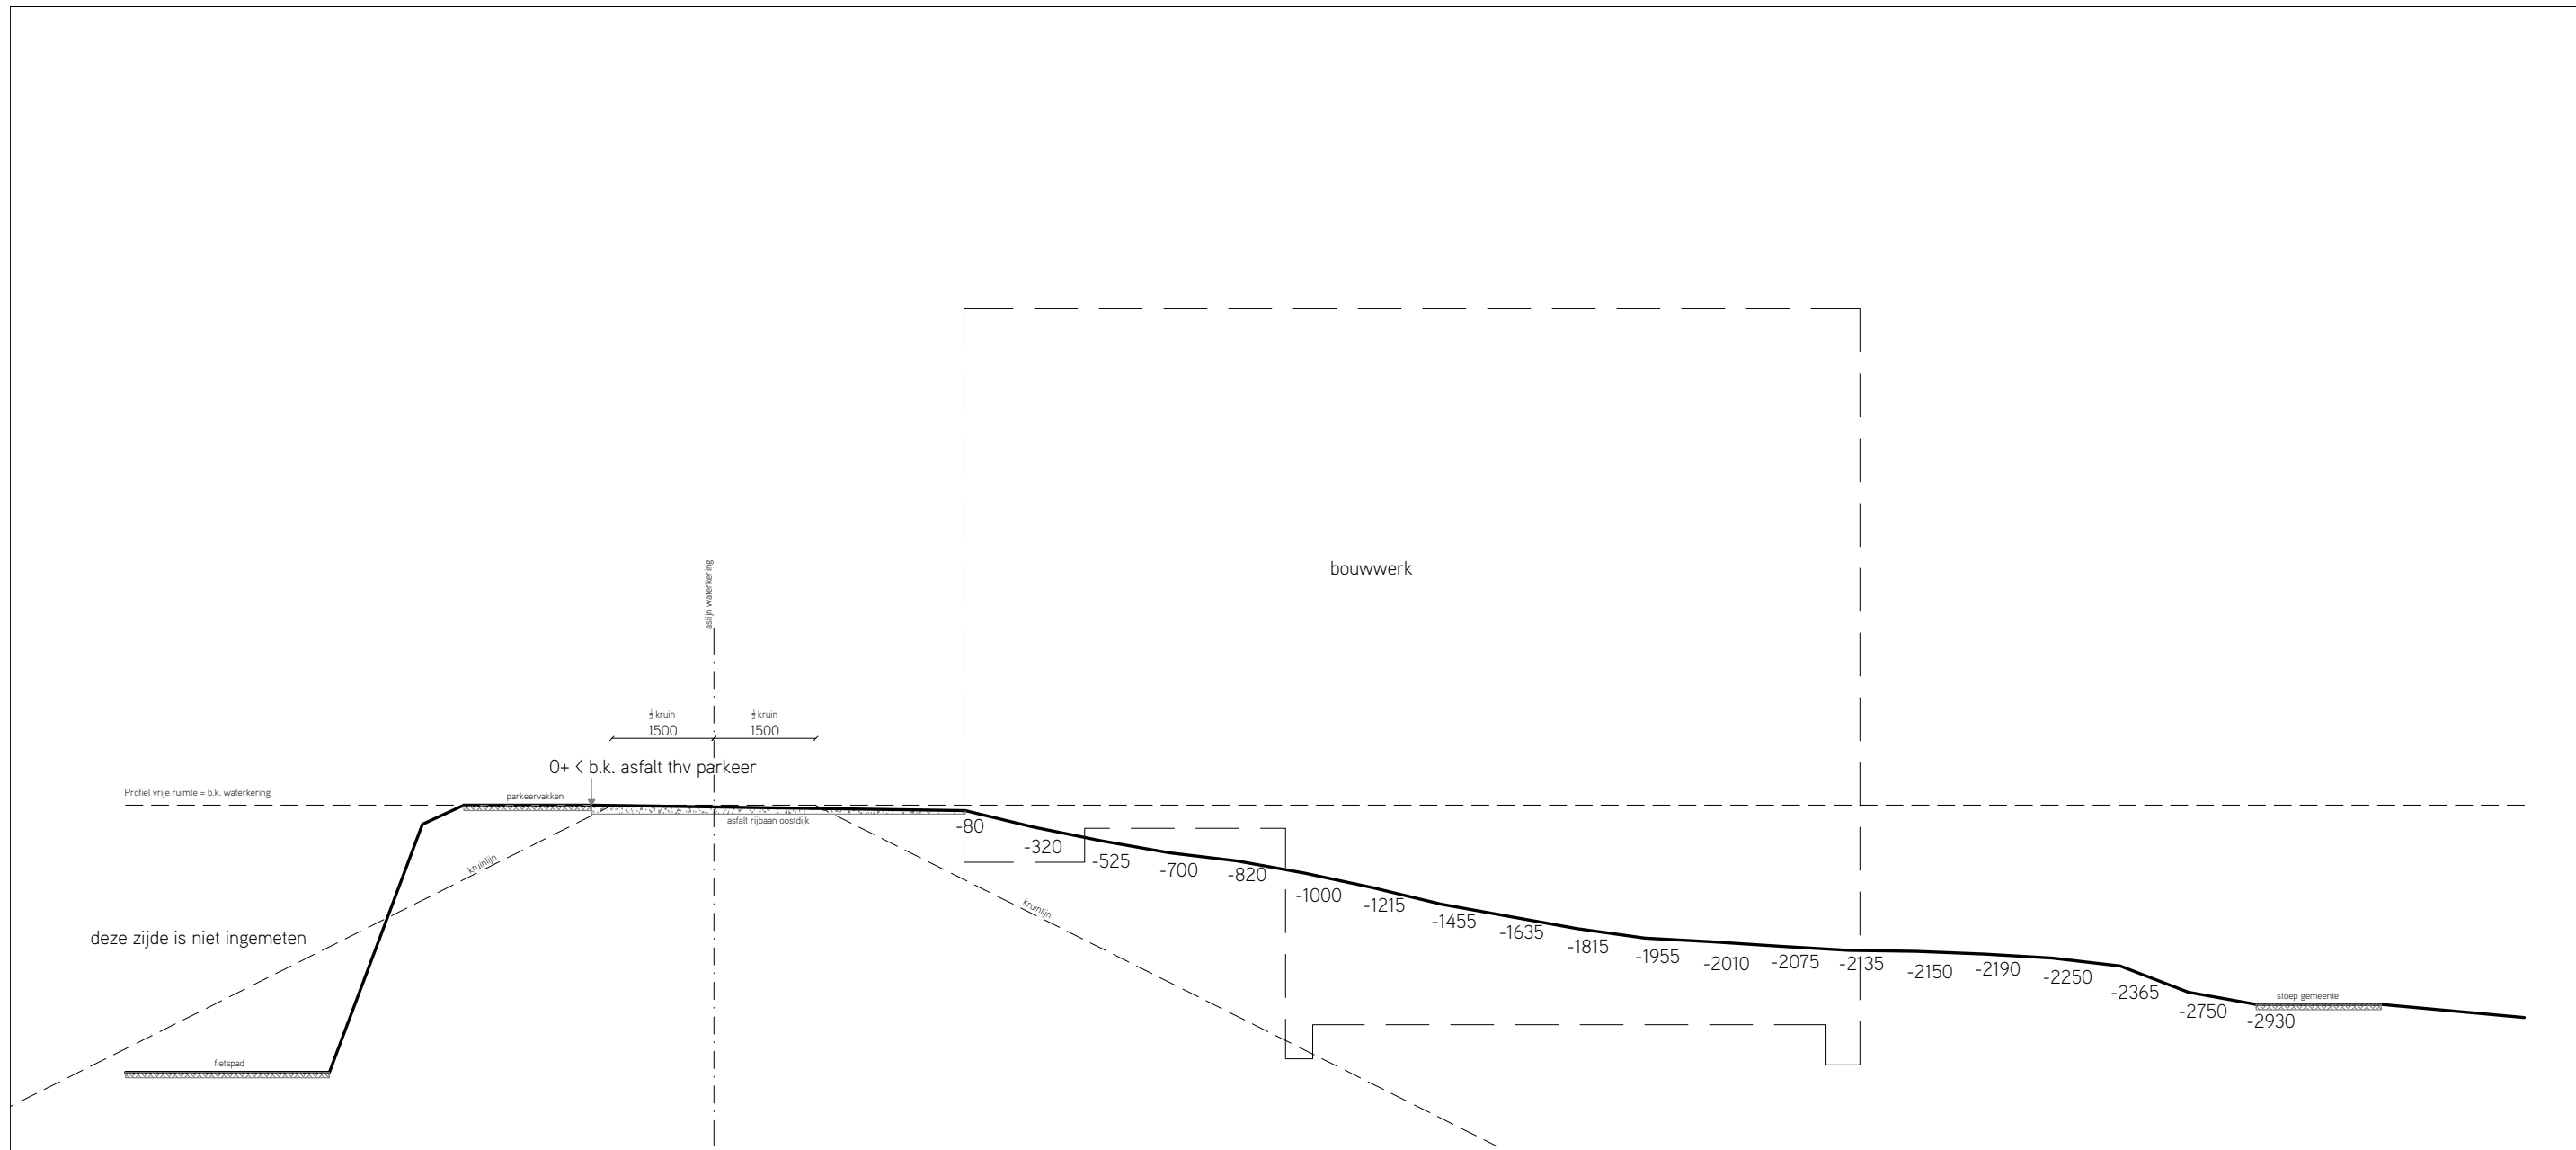 bouwwerk
aslijn waterkering
½ kruin
½ kruin
1500
1500
0+ < b.k. asfalt thv parkeer
Profiel vrije ruimte = b.k. waterkering
parkeervakken
asfalt rijbaan oostdijk
-80
-320
-525
-700
-820
-1000
-1215
-1455
-1635
-1815
-1955
-2010
-2075
-2135
-2150
-2190
-2250
-2365
-2750
-2930
kruinlijn
kruinlijn
deze zijde is niet ingemeten
stoep gemeente
fietspad